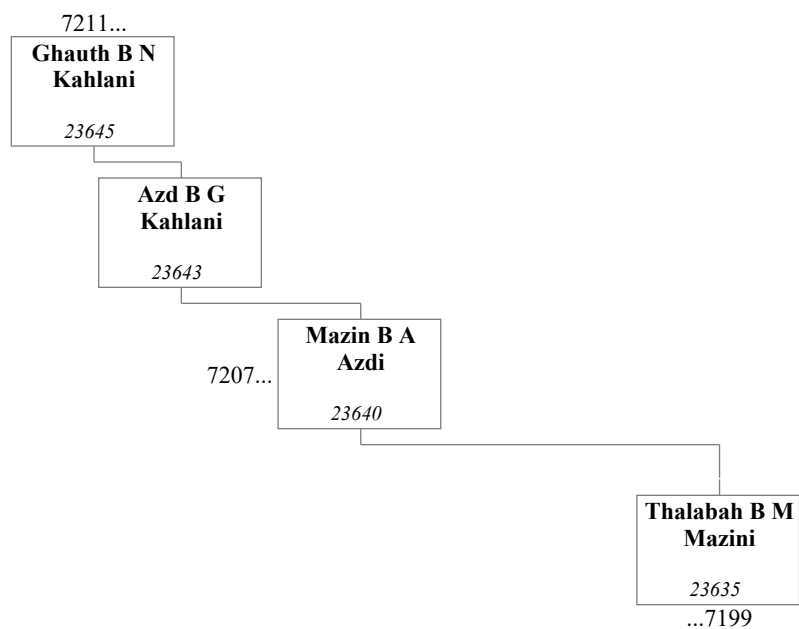 7211...
Ghauth B N
Kahlani
23645
Azd B G
Kahlani
23643
Mazin B A
Azdi
7207...
23640
Thalabah B M
Mazini
23635
...7199